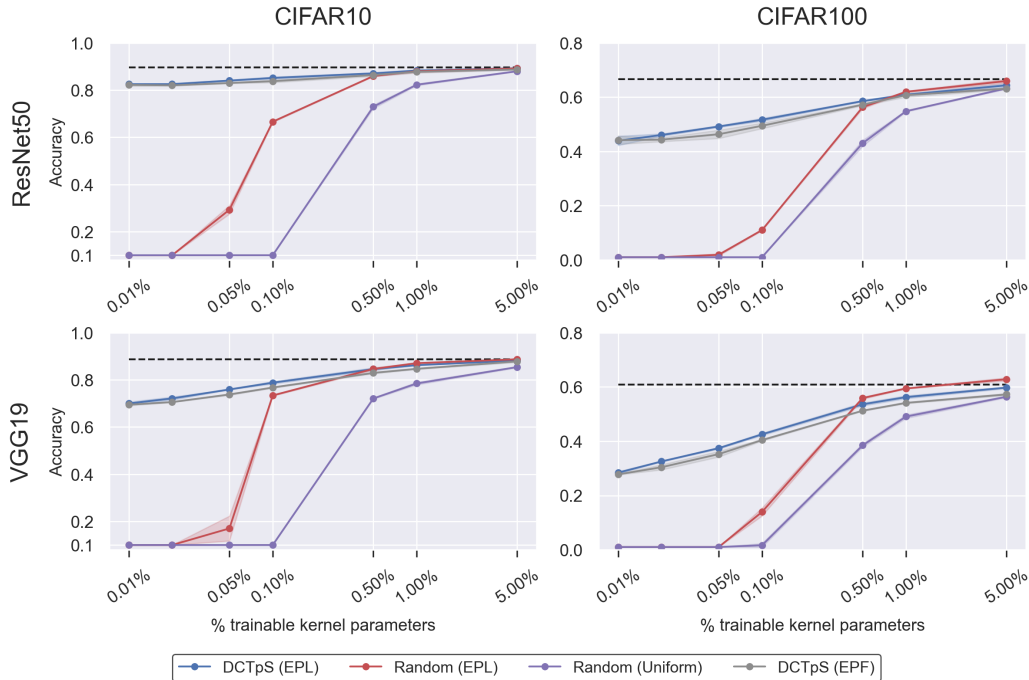 CIFAR10 CIFAR100
ResNet50
Accuracy
1.0
0.8
0.6
0.4
0.2
0.1
0.01% 0.05% 0.10% 0.50% 1.00% 5.00%
0.8
0.6
0.4
0.2
0.0
0.01% 0.05% 0.10% 0.50% 1.00% 5.00%
VGG19
Accuracy
1.0
0.8
0.6
0.4
0.2
0.1
0.01% 0.05% 0.10% 0.50% 1.00% 5.00%
% trainable kernel parameters
0.8
0.6
0.4
0.2
0.0
0.01% 0.05% 0.10% 0.50% 1.00% 5.00%
% trainable kernel parameters
DCTpS (EPL) Random (EPL) Random (Uniform) DCTpS (EPF)